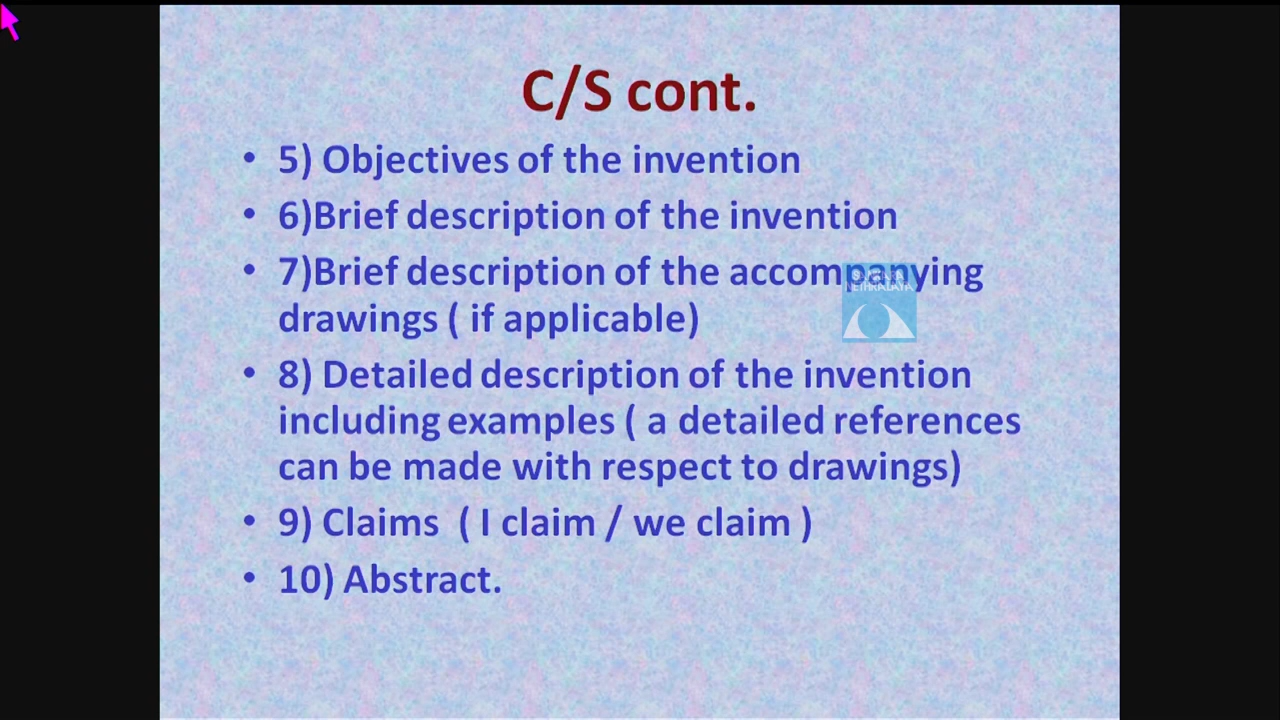 C/S cont.
• 5) Objectives of the invention
• 6)Brief description of the invention
• 7)Brief description of the accompanying
drawings ( if applicable)
SANKARA
NETHRALAYA
• 8) Detailed description of the invention
including examples ( a detailed references
can be made with respect to drawings)
• 9) Claims ( I claim / we claim )
• 10) Abstract.